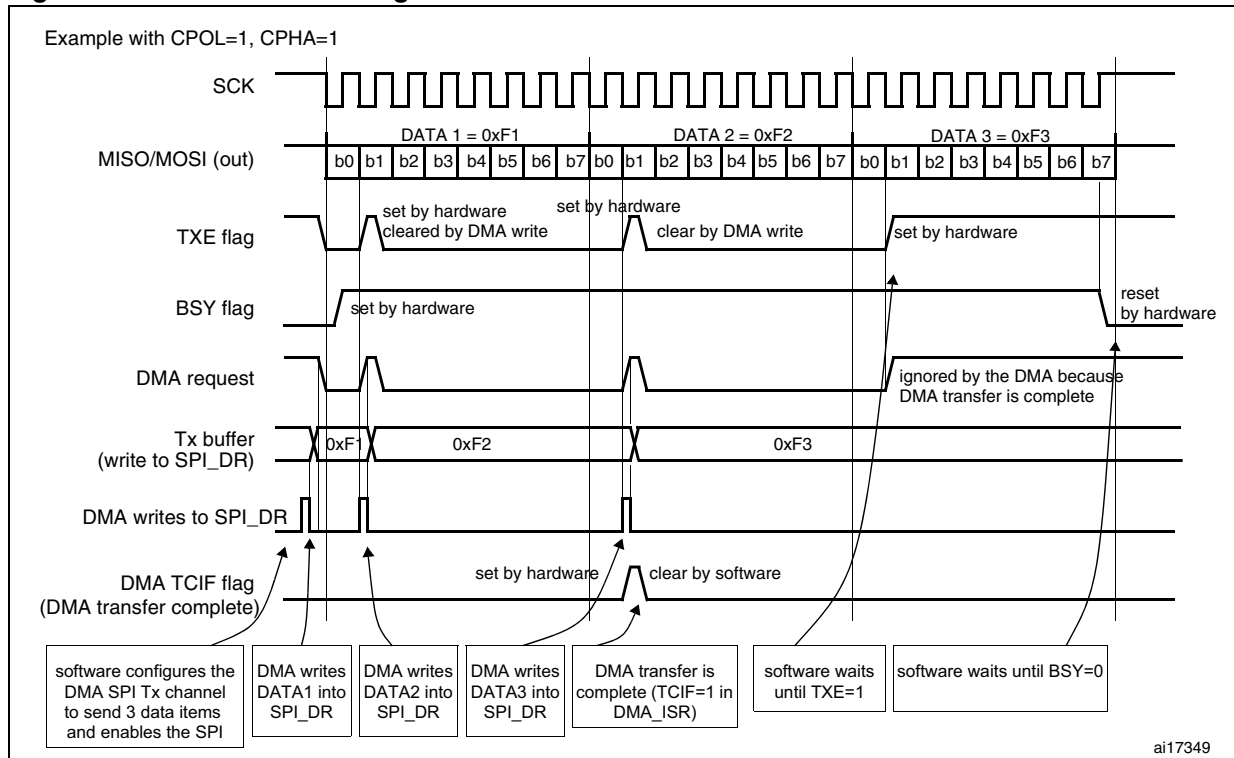 Example with CPOL=1, CPHA=1
SCK
DATA 1 = 0xF1
DATA 2 = 0xF2
DATA 3 = 0xF3
MISO/MOSI (out)
b0 b1 b2 b3 b4 b5 b6 b7 b0 b1 b2 b3 b4 b5 b6 b7 b0 b1 b2 b3 b4 b5 b6 b7
TXE flag
set by hardware
cleared by DMA write
set by hardware
clear by DMA write
set by hardware
BSY flag
set by hardware
reset
by hardware
DMA request
ignored by the DMA because
DMA transfer is complete
Tx buffer
(write to SPI_DR)
0xF1
0xF2
0xF3
DMA writes to SPI_DR
DMA TCIF flag
(DMA transfer complete)
set by hardware
clear by software
software configures the
DMA SPI Tx channel
to send 3 data items
and enables the SPI
DMA writes
DATA1 into
SPI_DR
DMA writes
DATA2 into
SPI_DR
DMA writes
DATA3 into
SPI_DR
DMA transfer is
complete (TCIF=1 in
DMA_ISR)
software waits
until TXE=1
software waits until BSY=0
ai17349